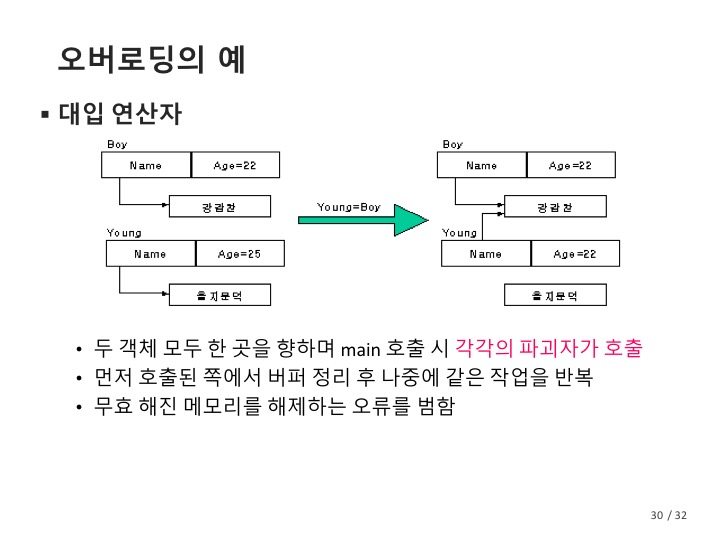 오버로딩의 예
▪ 대입 연산자
Boy
Name Age=22
강감찬
Young=Boy
Young
Name Age=25
을지문덕
Boy
Name Age=22
강감찬
Young
Name Age=22
을지문덕
• 두 객체 모두 한 곳을 향하며 main 호출 시 각각의 파괴자가 호출
• 먼저 호출된 쪽에서 버퍼 정리 후 나중에 같은 작업을 반복
• 무효 해진 메모리를 해제하는 오류를 범함
30 / 32